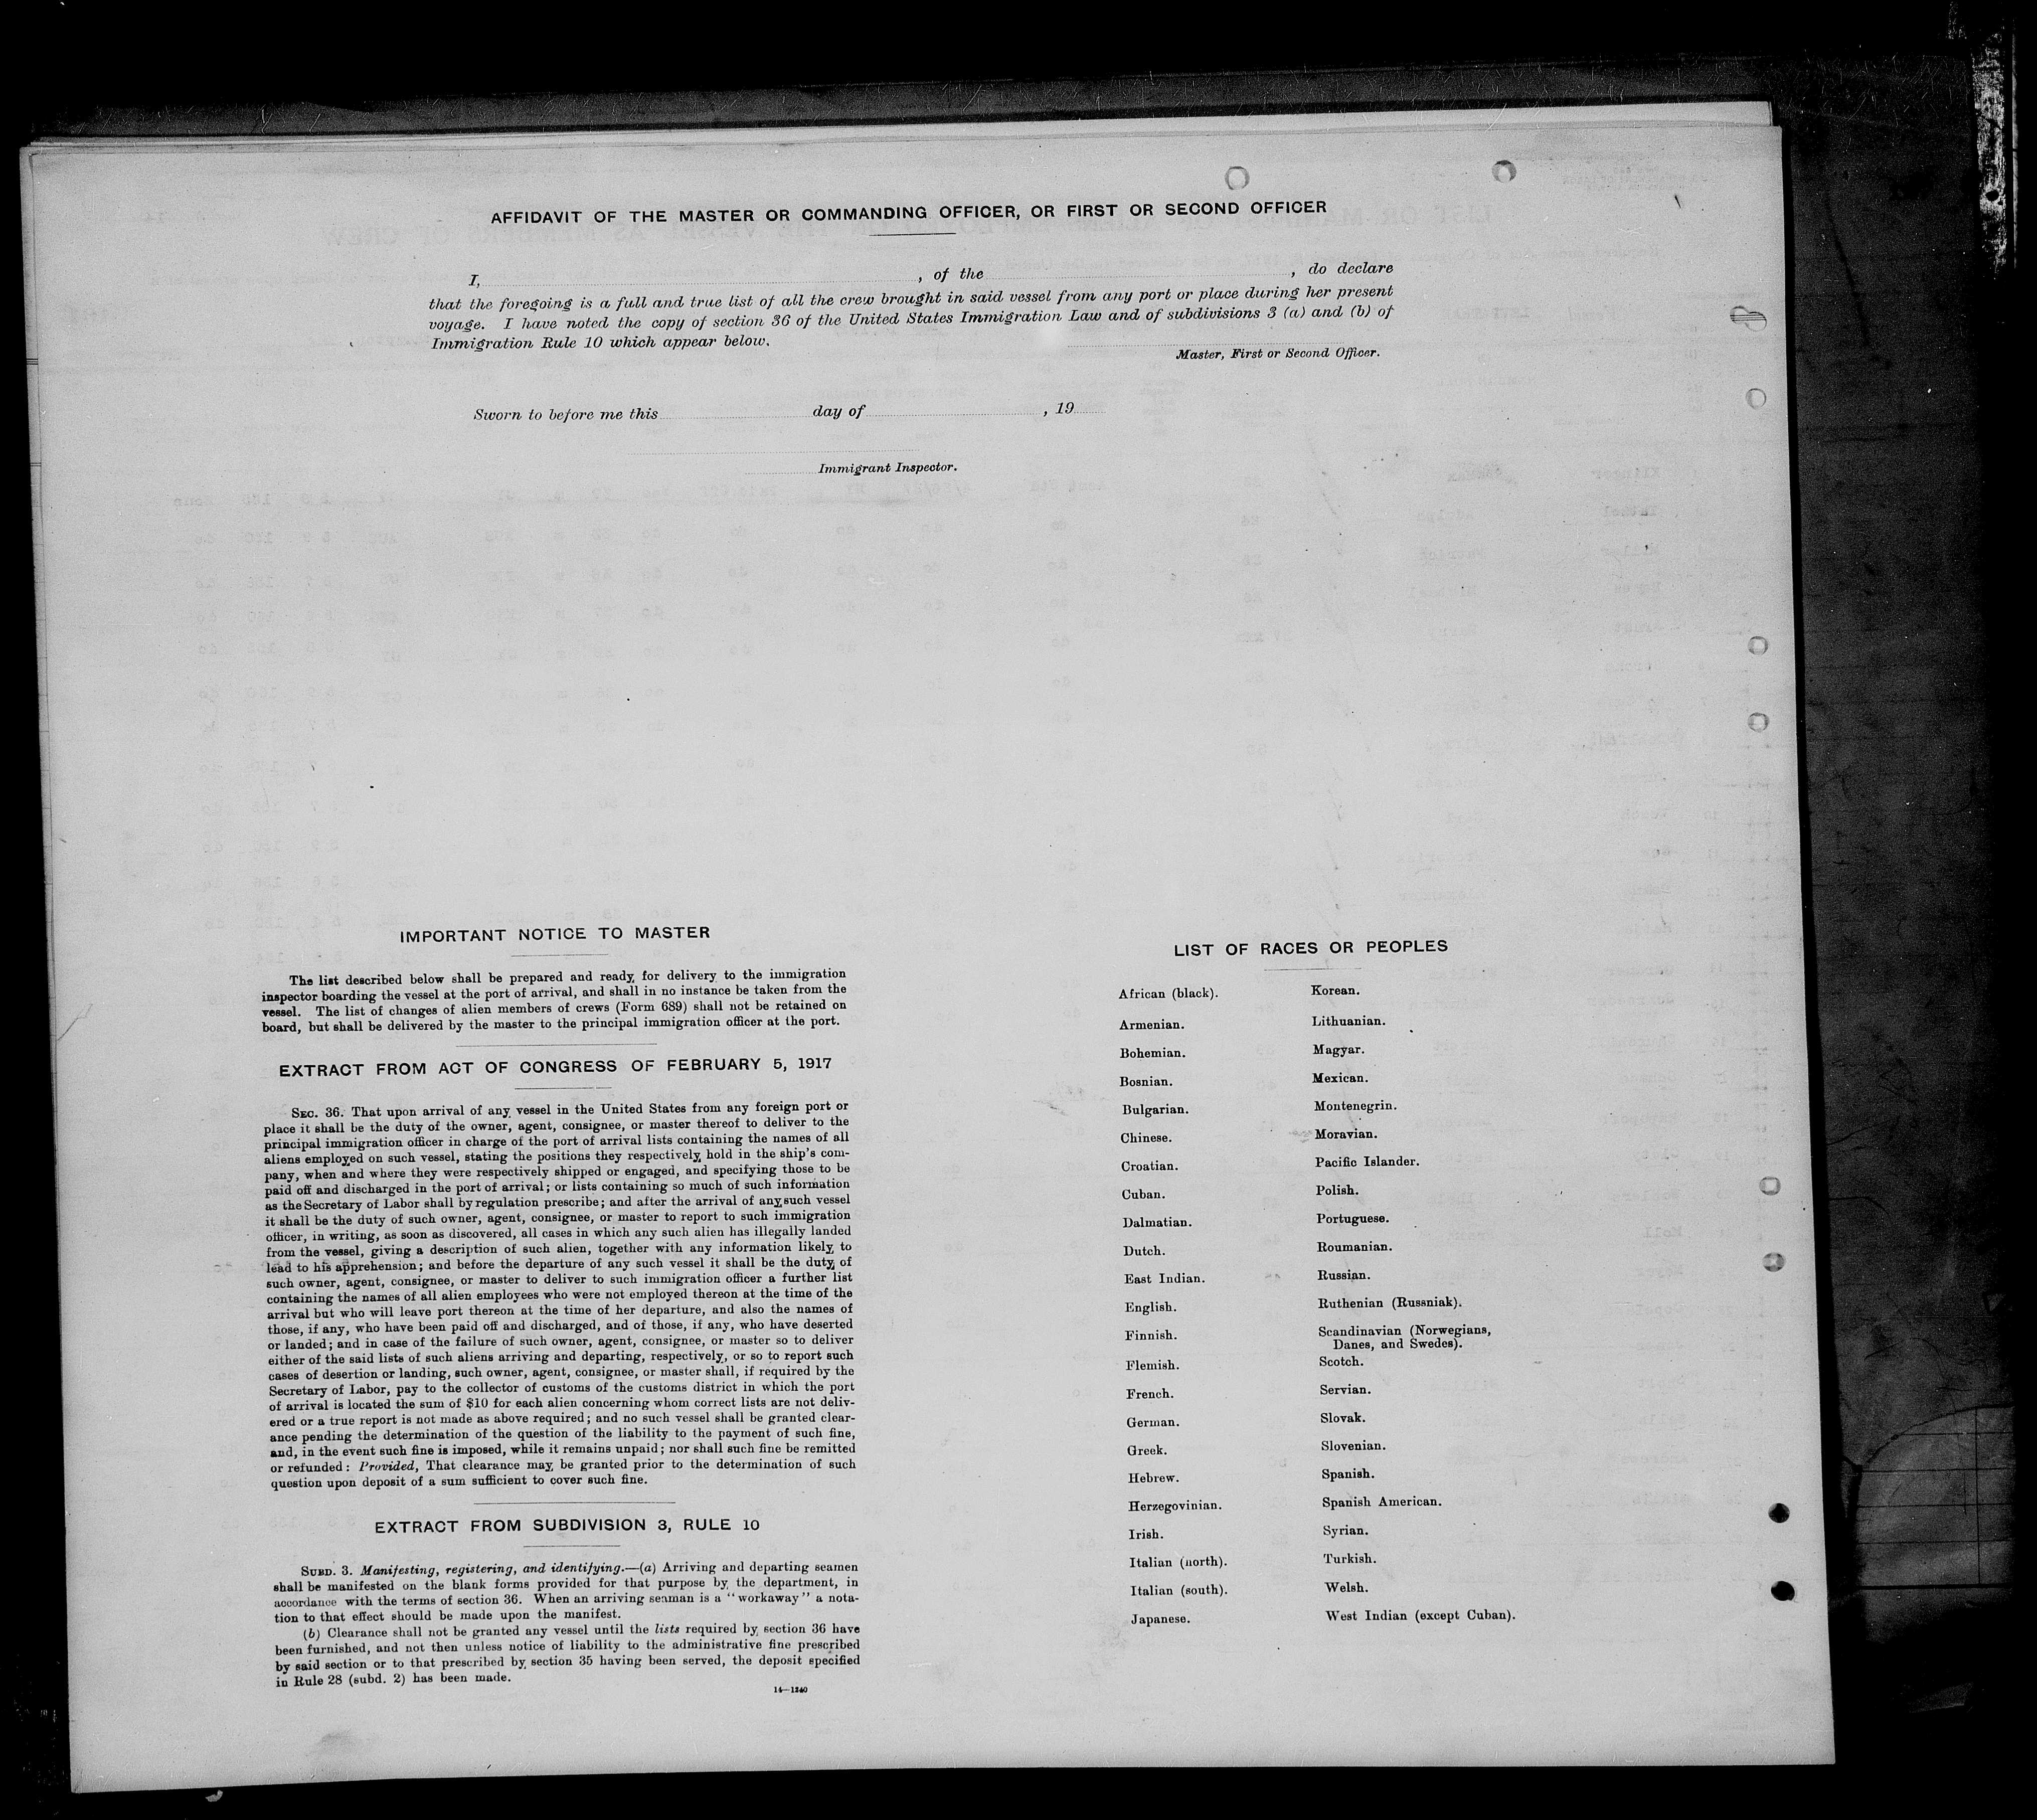 AFFIDAVIT OF THE MASTER OR COMMANDING OFFICER, OR FIRST OR SECOND OFFICER
I, , of the , do declare
that the foregoing is a full and true list of all the crew brought in said vessel from any port or place during her present
voyage. I have noted the copy of section 36 of the United States Immigration Law and of subdivisions 3 (a) and (b) of
Immigration Rule 10 which appear below.
Master, First or Second Officer.
Sworn to before me this day of , 19
Immigrant Inspector.
IMPORTANT NOTICE TO MASTER
The list described below shall be prepared and ready for delivery to the immigration
inspector boarding the vessel at the port of arrival, and shall in no instance be taken from the
vessel. The list of changes of alien members of crews (Form 689) shall not be retained on
board, but shall be delivered by the master to the principal immigration officer at the port.
EXTRACT FROM ACT OF CONGRESS OF FEBRUARY 5, 1917
SEC. 36. That upon arrival of any vessel in the United States from any foreign port or
place it shall be the duty of the owner, agent, consignee, or master thereof to deliver to the
principal immigration officer in charge of the port of arrival lists containing the names of all
aliens employed on such vessel, stating the positions they respectively hold in the ship's com-
pany, when and where they were respectively shipped or engaged, and specifying those to be
paid off and discharged in the port of arrival; or lists containing so much of such information
as the Secretary of Labor shall by regulation prescribe; and after the arrival of any such vessel
it shall be the duty of such owner, agent, consignee, or master to report to such immigration
officer, in writing, as soon as discovered, all cases in which any such alien has illegally landed
from the vessel, giving a description of such alien, together with any information likely to
lead to his apprehension; and before the departure of any such vessel it shall be the duty of
such owner, agent, consignee, or master to deliver to such immigration officer a further list
containing the names of all alien employees who were not employed thereon at the time of the
arrival but who will leave port thereon at the time of her departure, and also the names of
those, if any, who have been paid off and discharged, and of those, if any, who have deserted
or landed; and in case of the failure of such owner, agent, consignee, or master so to deliver
either of the said lists of such aliens arriving and departing, respectively, or so to report such
cases of desertion or landing, such owner, agent, consignee, or master shall, if required by the
Secretary of Labor, pay to the collector of customs of the customs district in which the port
of arrival is located the sum of $10 for each alien concerning whom correct lists are not deliv-
ered or a true report is not made as above required; and no such vessel shall be granted clear-
ance pending the determination of the question of the liability to the payment of such fine,
and, in the event such fine is imposed, while it remains unpaid; nor shall such fine be remitted
or refunded: Provided, That clearance may be granted prior to the determination of such
question upon deposit of a sum sufficient to cover such fine.
EXTRACT FROM SUBDIVISION 3, RULE 10
SUBD. 3. Manifesting, registering, and identifying.—(a) Arriving and departing seamen
shall be manifested on the blank forms provided for that purpose by the department, in
accordance with the terms of section 36. When an arriving seaman is a "workaway" a nota-
tion to that effect should be made upon the manifest.
(b) Clearance shall not be granted any vessel until the lists required by section 36 have
been furnished, and not then unless notice of liability to the administrative fine prescribed
by said section or to that prescribed by section 35 having been served, the deposit specified
in Rule 28 (subd. 2) has been made.
14—1240
LIST OF RACES OR PEOPLES
African (black).
Armenian.
Bohemian.
Bosnian.
Bulgarian.
Chinese.
Croatian.
Cuban.
Dalmatian.
Dutch.
East Indian.
English.
Finnish.
Flemish.
French.
German.
Greek.
Hebrew.
Herzegovinian.
Irish.
Italian (north).
Italian (south).
Japanese.
Korean.
Lithuanian.
Magyar.
Mexican.
Montenegrin.
Moravian.
Pacific Islander.
Polish.
Portuguese.
Roumanian.
Russian.
Ruthenian (Russniak).
Scandinavian (Norwegians,
Danes, and Swedes).
Scotch.
Servian.
Slovak.
Slovenian.
Spanish.
Spanish American.
Syrian.
Turkish.
Welsh.
West Indian (except Cuban).